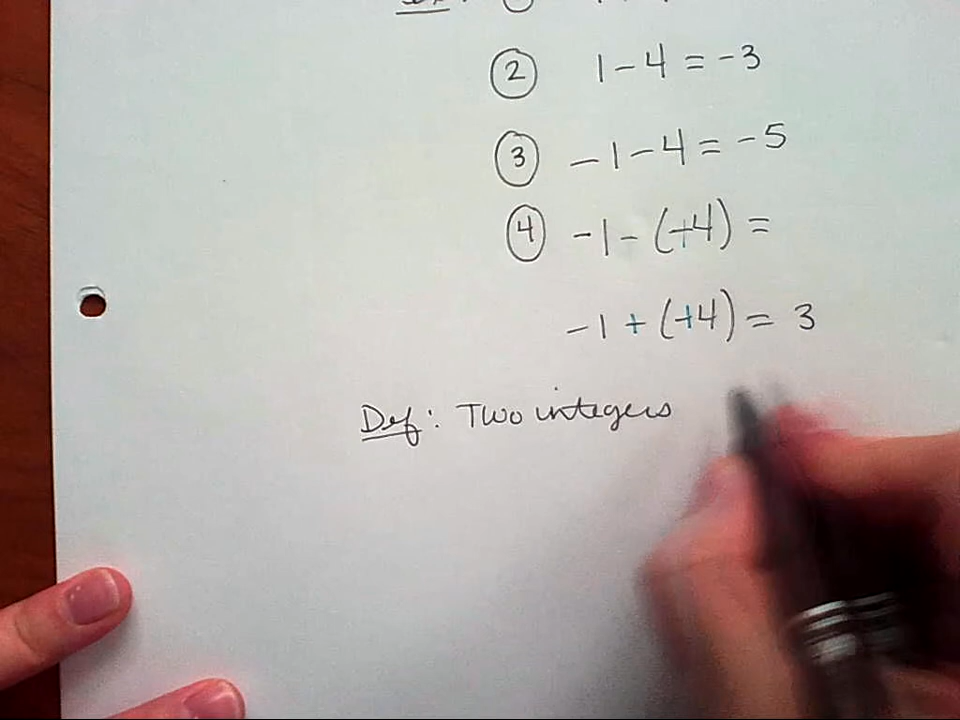 ② 1-4=-3
③ -1-4=-5
④ -1-(+4)=
-1+(+4)=3
Def: Two integers